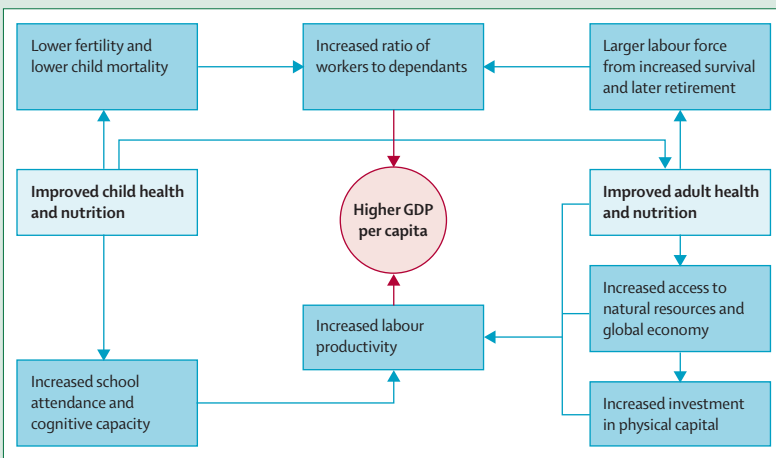 Lower fertility and
lower child mortality
Increased ratio of
workers to dependants
Larger labour force
from increased survival
and later retirement
Improved child health
and nutrition
Higher GDP
per capita
Improved adult health
and nutrition
Increased labour
productivity
Increased access to
natural resources and
global economy
Increased school
attendance and
cognitive capacity
Increased investment
in physical capital